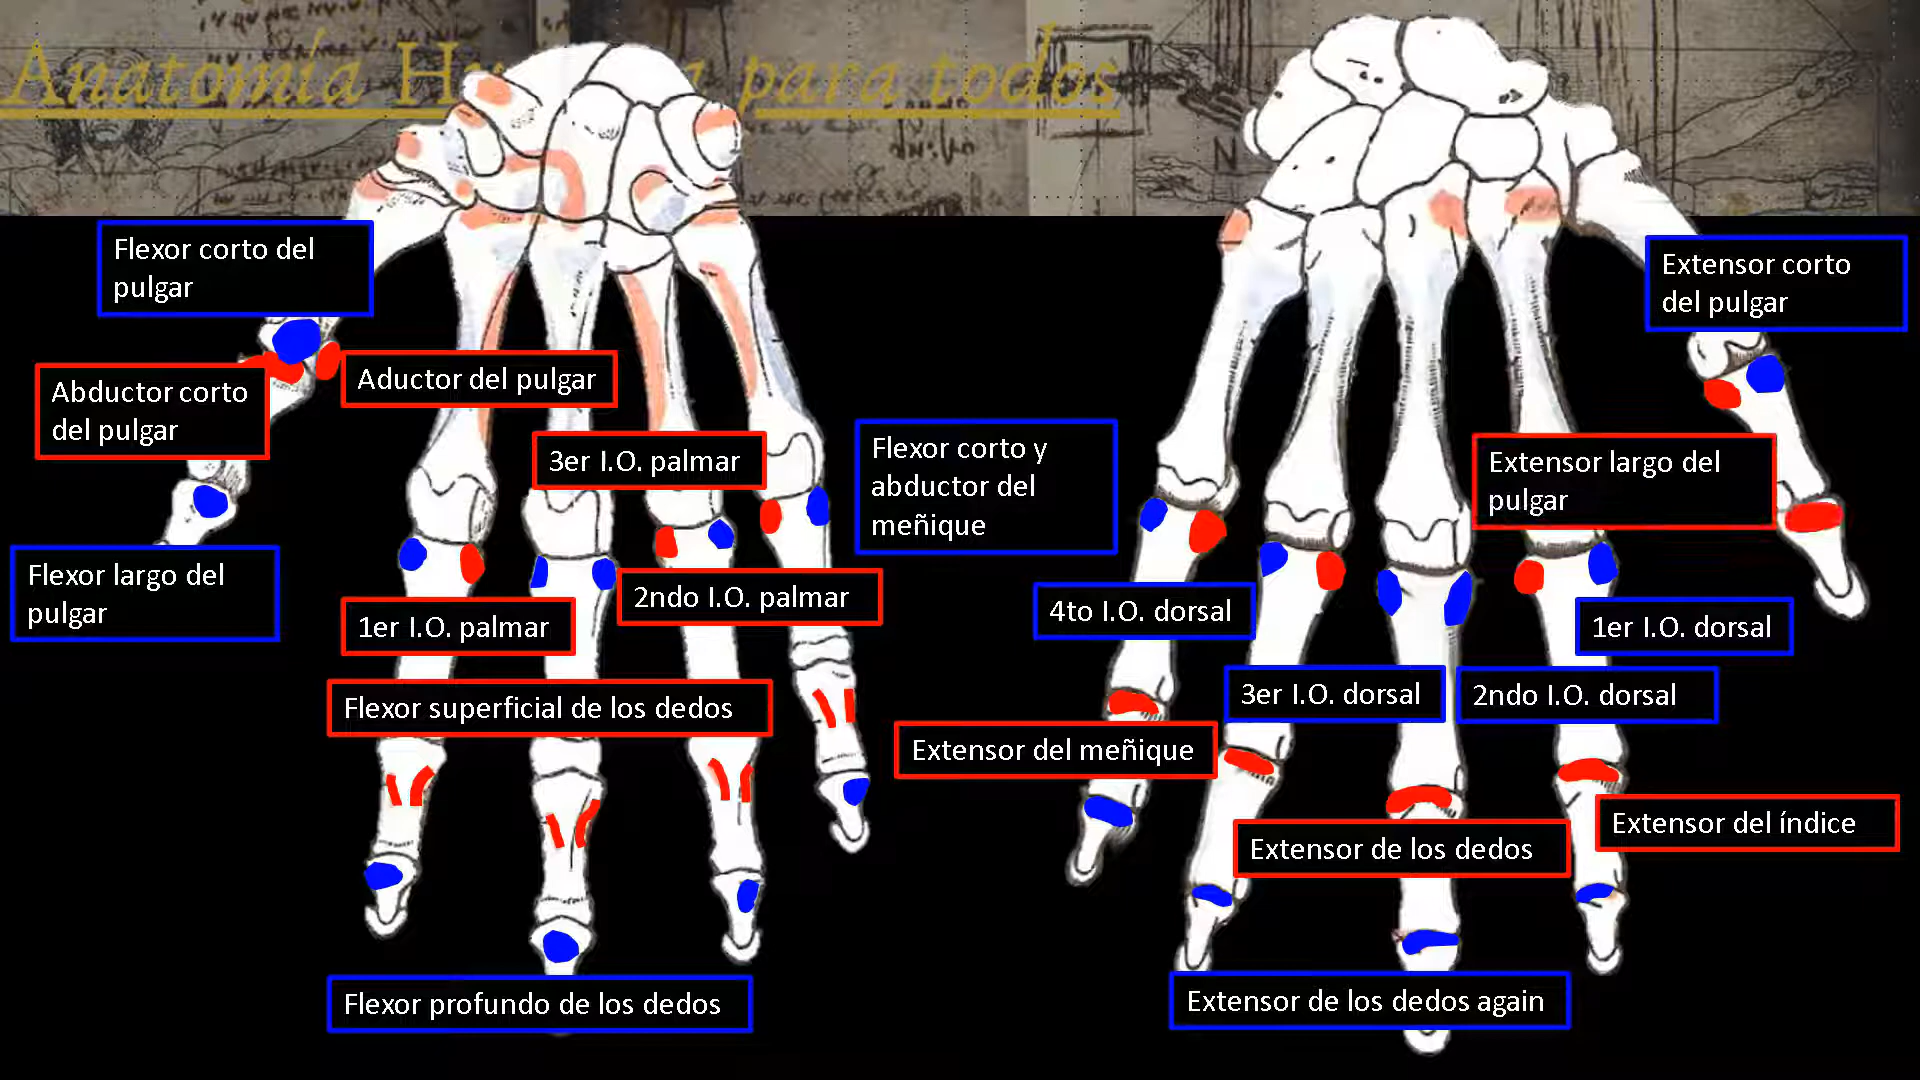 Anatomía Hu a para todos
N
Flexor corto del
pulgar
Extensor corto
del pulgar
Abductor corto
del pulgar
Aductor del pulgar
3er I.O. palmar
Flexor corto y
abductor del
meñique
Extensor largo del
pulgar
Flexor largo del
pulgar
1er I.O. palmar
2ndo I.O. palmar
4to I.O. dorsal
1er I.O. dorsal
Flexor superficial de los dedos
3er I.O. dorsal
2ndo I.O. dorsal
Extensor del meñique
Extensor de los dedos
Extensor del índice
Flexor profundo de los dedos
Extensor de los dedos again